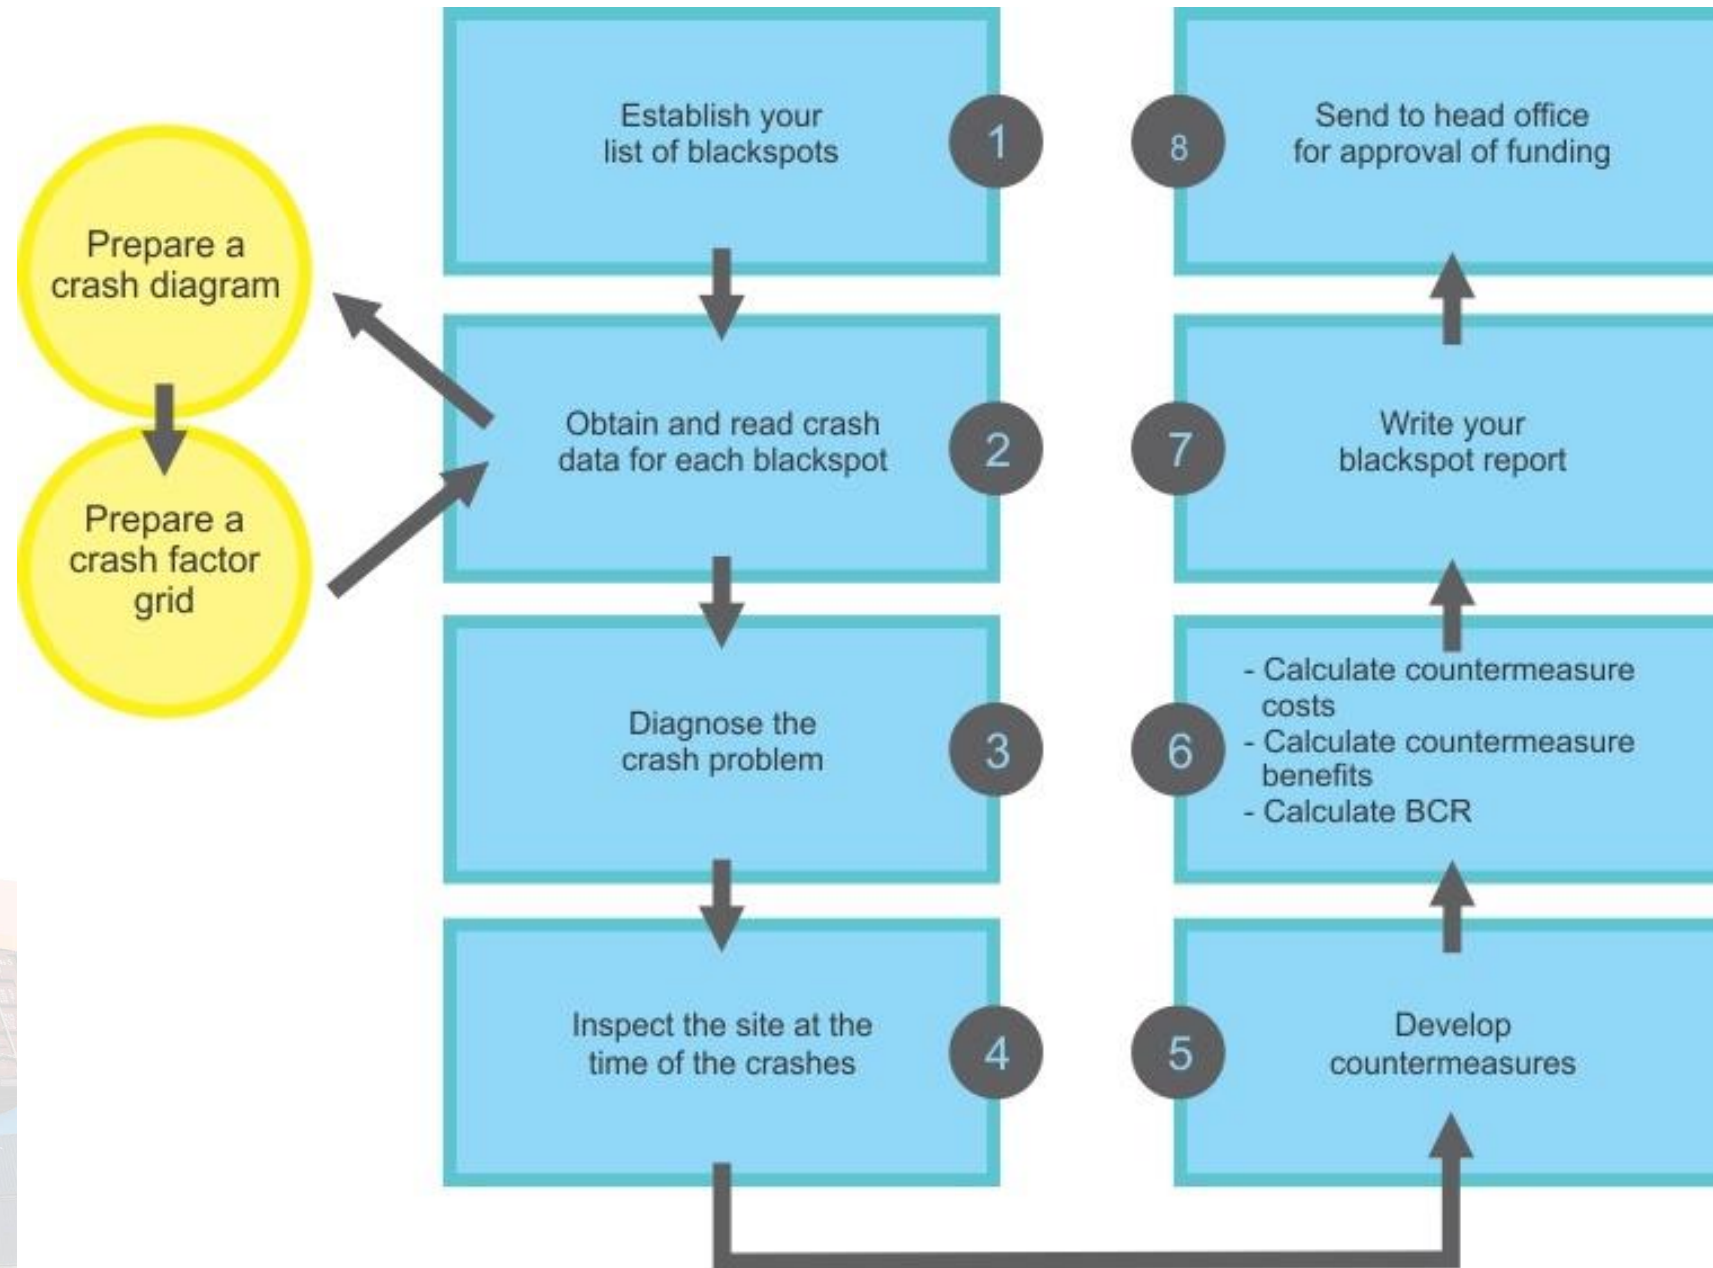 Establish your
list of blackspots
1
Prepare a
crash diagram
Prepare a
crash factor
grid
Obtain and read crash
data for each blackspot
2
Diagnose the
crash problem
3
Inspect the site at the
time of the crashes
4
5
Develop
countermeasures
6
- Calculate countermeasure
costs
- Calculate countermeasure
benefits
- Calculate BCR
7
Write your
blackspot report
8
Send to head office
for approval of funding